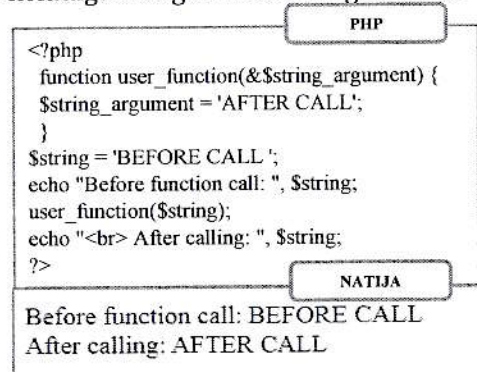 PHP
<?php
function user_function(&$string_argument) {
$string_argument = 'AFTER CALL';
}
$string = 'BEFORE CALL ';
echo "Before function call: ", $string;
user_function($string);
echo "<br> After calling: ", $string;
?>
NATIJA
Before function call: BEFORE CALL
After calling: AFTER CALL